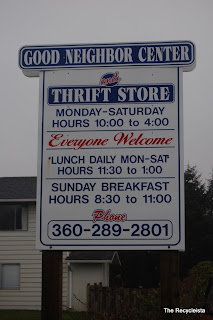 GOOD NEIGHBOR CENTER
and
THRIFT STORE
MONDAY-SATURDAY
HOURS 10:00 to 4:00
Everyone Welcome
LUNCH DAILY MON-SAT
HOURS 11:30 to 1:00
SUNDAY BREAKFAST
HOURS 8:30 to 11:00
Phone
360-289-2801
The Recycleista